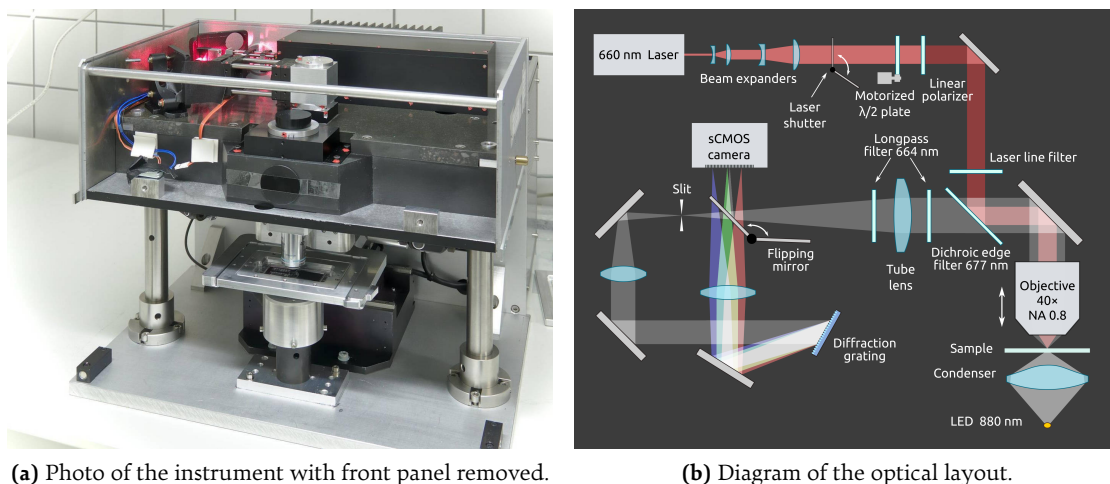 660 nm Laser
Beam expanders
Laser
shutter
Motorized
λ/2 plate
Linear
polarizer
sCMOS
camera
Longpass
filter 664 nm
Laser line filter
Slit
Flipping
mirror
Tube
lens
Dichroic edge
filter 677 nm
Objective
40×
NA 0.8
Diffraction
grating
Sample
Condenser
LED 880 nm
(a) Photo of the instrument with front panel removed.
(b) Diagram of the optical layout.